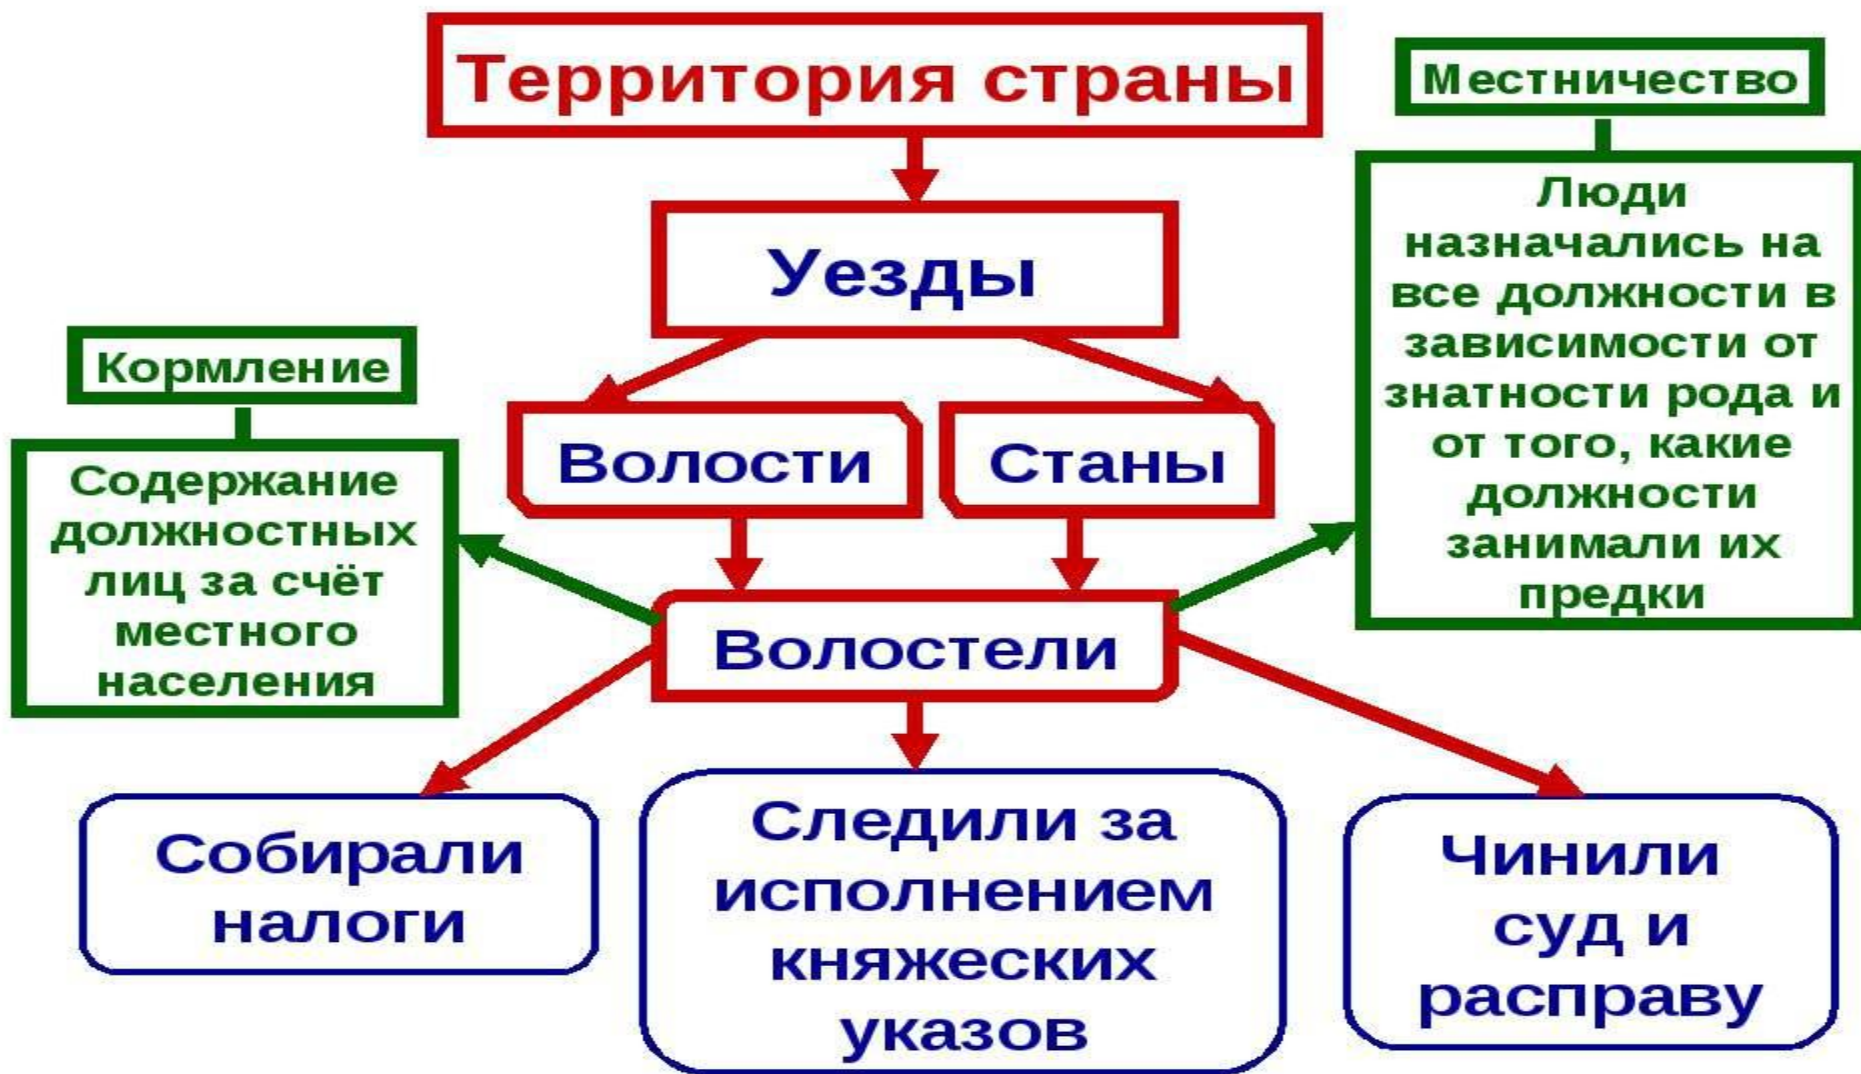 Территория страны
Местничество
Люди
назначались на
все должности в
зависимости от
знатности рода и
от того, какие
должности
занимали их
предки
Уезды
Кормление
Содержание
должностных
лиц за счёт
местного
населения
Волости
Станы
Волостели
Собирали
налоги
Следили за
исполнением
княжеских
указов
Чинили
суд и
расправу